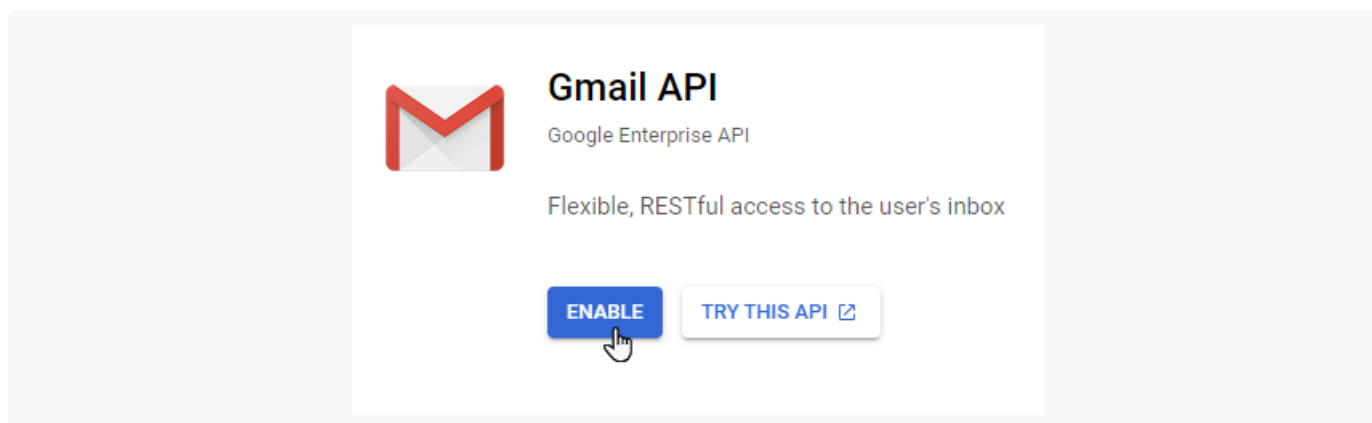 Gmail API
Google Enterprise API
Flexible, RESTful access to the user's inbox
ENABLE
TRY THIS API